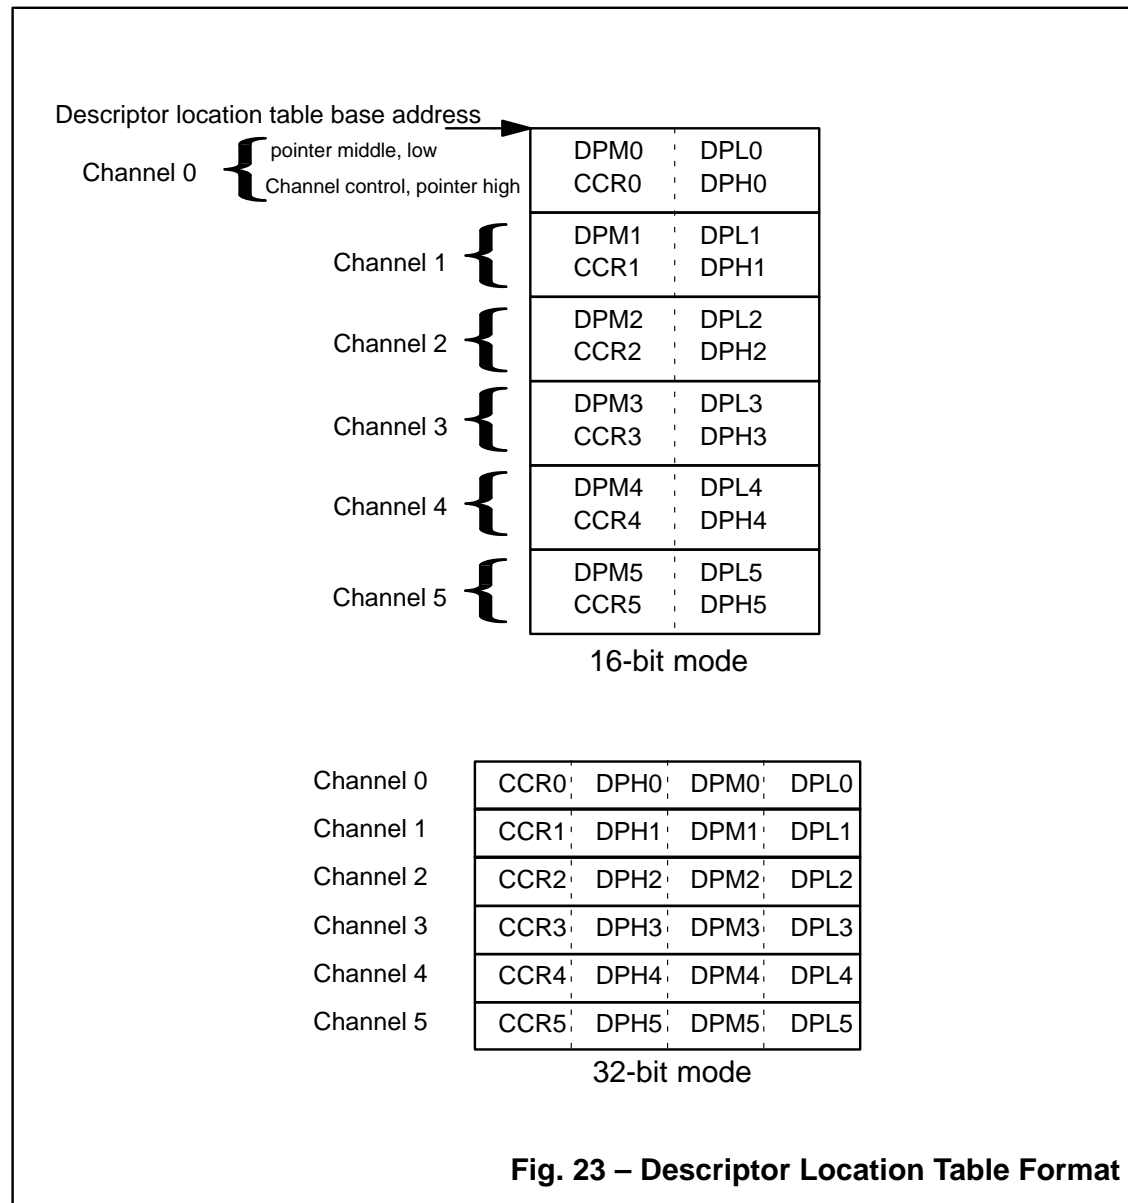 Descriptor location table base address
Channel 0
pointer middle, low
Channel control, pointer high
DPM0 DPL0
CCR0 DPH0
Channel 1
DPM1 DPL1
CCR1 DPH1
Channel 2
DPM2 DPL2
CCR2 DPH2
Channel 3
DPM3 DPL3
CCR3 DPH3
Channel 4
DPM4 DPL4
CCR4 DPH4
Channel 5
DPM5 DPL5
CCR5 DPH5
16-bit mode
Channel 0 CCR0 DPH0 DPM0 DPL0
Channel 1 CCR1 DPH1 DPM1 DPL1
Channel 2 CCR2 DPH2 DPM2 DPL2
Channel 3 CCR3 DPH3 DPM3 DPL3
Channel 4 CCR4 DPH4 DPM4 DPL4
Channel 5 CCR5 DPH5 DPM5 DPL5
32-bit mode
Fig. 23 – Descriptor Location Table Format